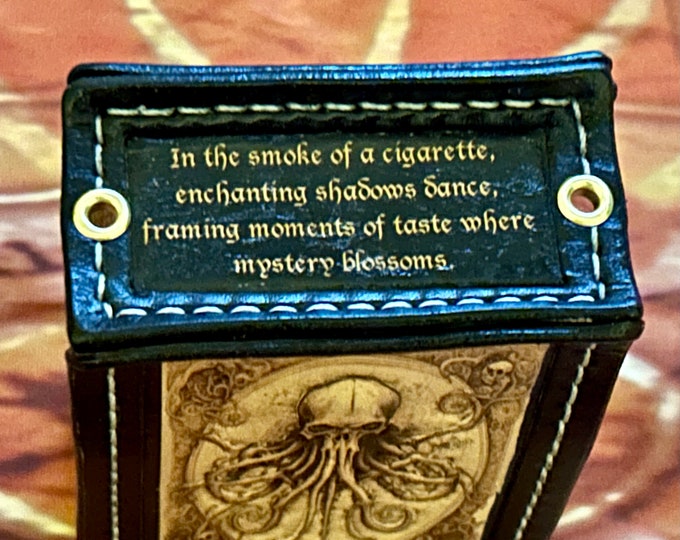 In the smoke of a cigarette,
enchanting shadows dance,
framing moments of taste where
mystery blossoms.